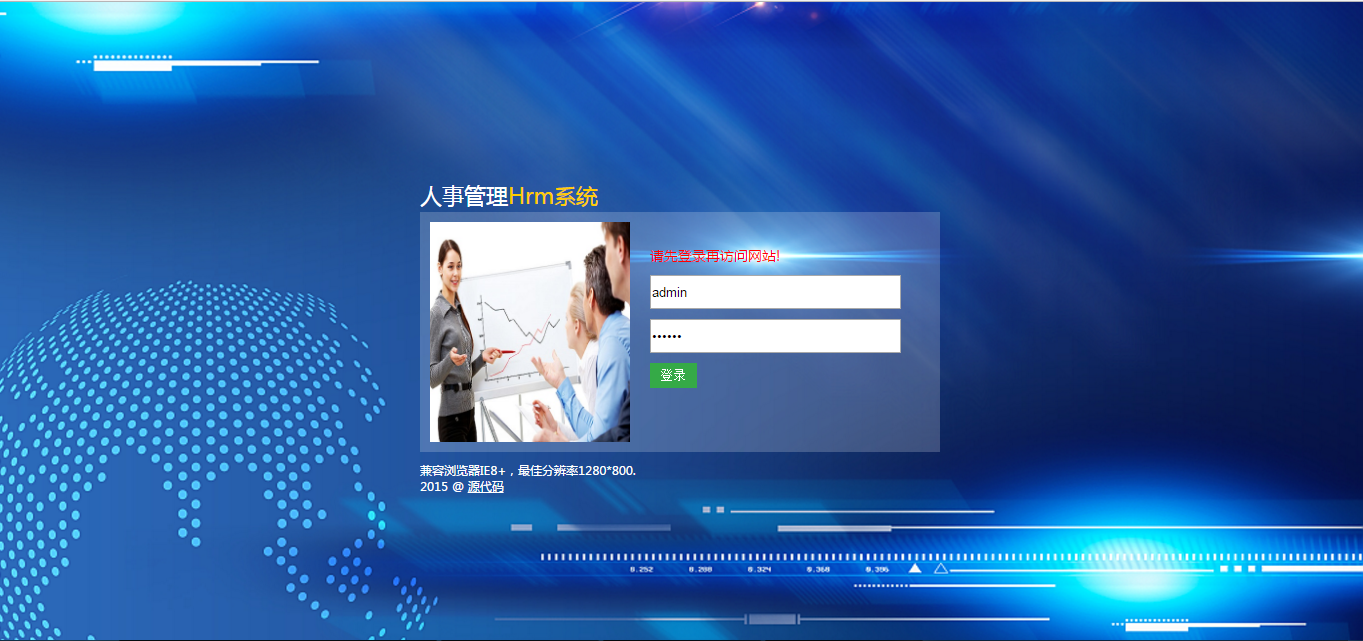 人事管理Hrm系统
请先登录再访问网站!
admin
••••••
登录
兼容浏览器IE8+，最佳分辨率1280*800.
2015 @ 源代码
0.252 0.288 0.324 0.360 0.396